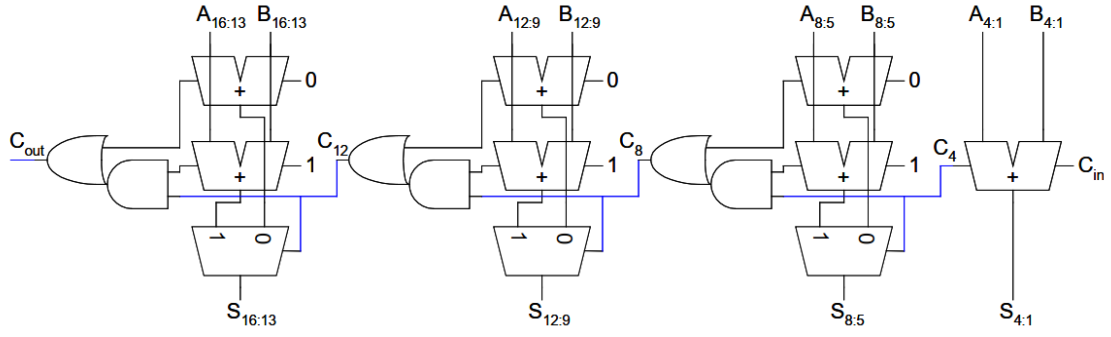 A16:13 B16:13 A12:9 B12:9 A8:5 B8:5 A4:1 B4:1
+ 0 + 0 + 0
Cout C12 C8 C4
+ 1 + 1 + 1 + Cin
1 0 1 0 1 0
S16:13 S12:9 S8:5 S4:1